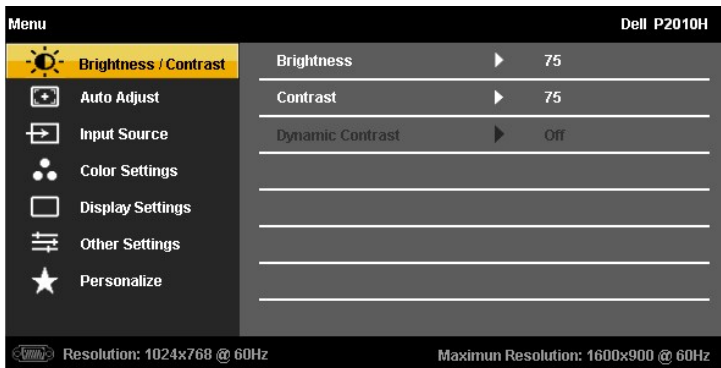 Menu Dell P2010H
Brightness / Contrast Brightness 75
Auto Adjust Contrast 75
Input Source Dynamic Contrast Off
Color Settings
Display Settings
Other Settings
Personalize
Resolution: 1024x768 @ 60Hz Maximun Resolution: 1600x900 @ 60Hz